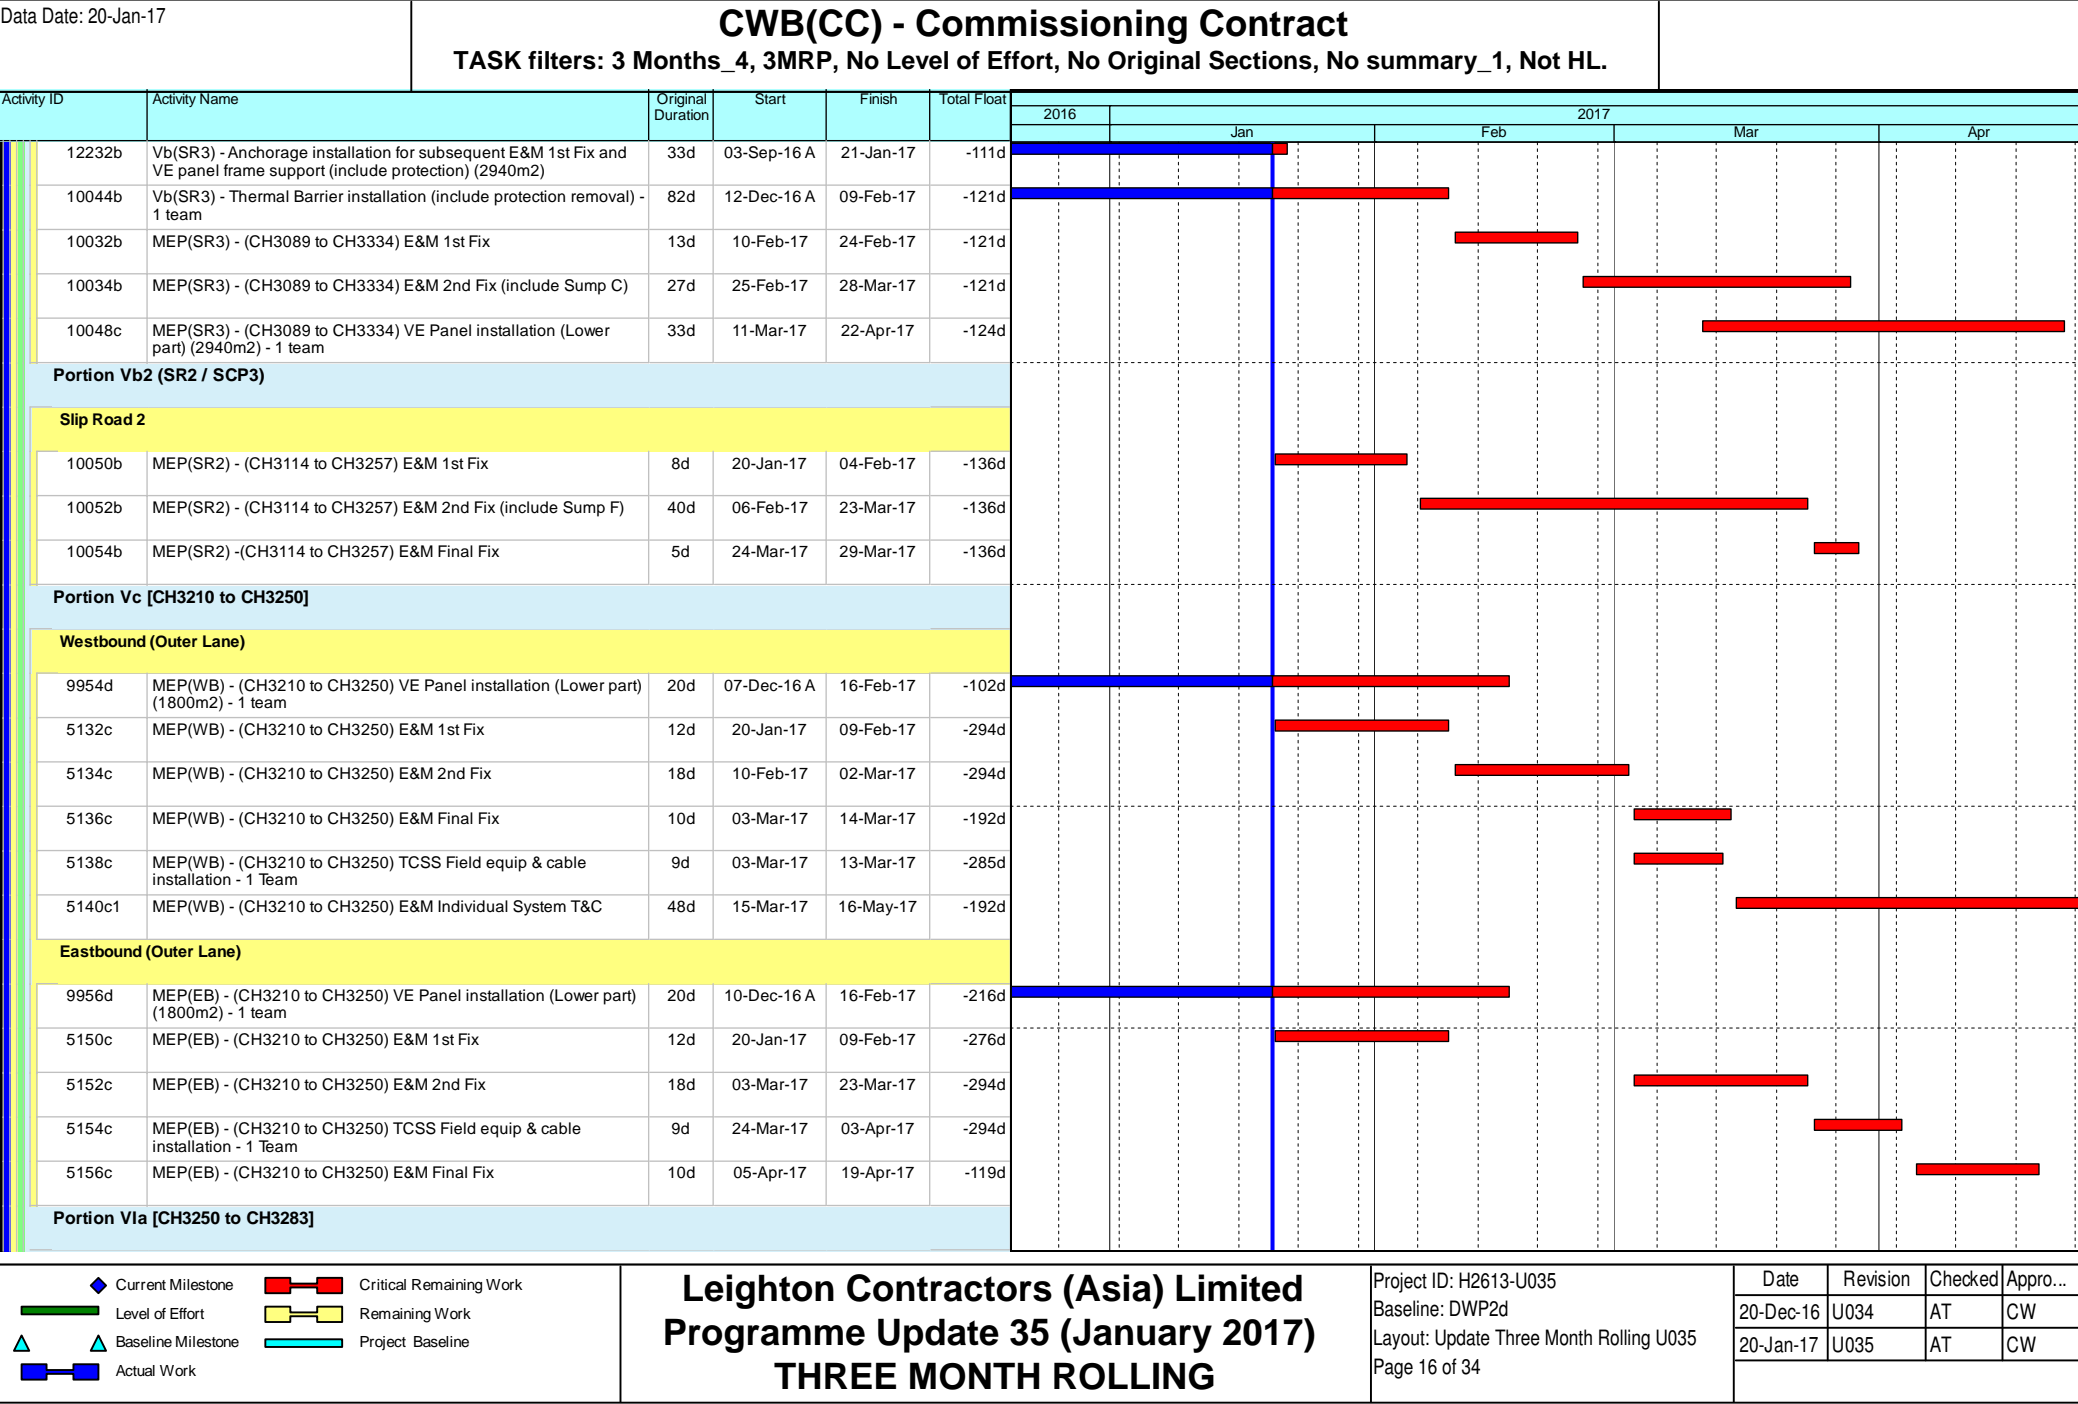 Data Date: 20-Jan-17
CWB(CC) - Commissioning Contract
TASK filters: 3 Months_4, 3MRP, No Level of Effort, No Original Sections, No summary_1, Not HL.
Activity ID Activity Name Original Duration Start Finish Total Float
2016 2017
Jan Feb Mar Apr
12232b Vb(SR3) - Anchorage installation for subsequent E&M 1st Fix and 33d 03-Sep-16 A 21-Jan-17 -111d
VE panel frame support (include protection) (2940m2)
10044b Vb(SR3) - Thermal Barrier installation (include protection removal) - 82d 12-Dec-16 A 09-Feb-17 -121d
1 team
10032b MEP(SR3) - (CH3089 to CH3334) E&M 1st Fix 13d 10-Feb-17 24-Feb-17 -121d
10034b MEP(SR3) - (CH3089 to CH3334) E&M 2nd Fix (include Sump C) 27d 25-Feb-17 28-Mar-17 -121d
10048c MEP(SR3) - (CH3089 to CH3334) VE Panel installation (Lower 33d 11-Mar-17 22-Apr-17 -124d
part) (2940m2) - 1 team
Portion Vb2 (SR2 / SCP3)
Slip Road 2
10050b MEP(SR2) - (CH3114 to CH3257) E&M 1st Fix 8d 20-Jan-17 04-Feb-17 -136d
10052b MEP(SR2) - (CH3114 to CH3257) E&M 2nd Fix (include Sump F) 40d 06-Feb-17 23-Mar-17 -136d
10054b MEP(SR2) -(CH3114 to CH3257) E&M Final Fix 5d 24-Mar-17 29-Mar-17 -136d
Portion Vc [CH3210 to CH3250]
Westbound (Outer Lane)
9954d MEP(WB) - (CH3210 to CH3250) VE Panel installation (Lower part) 20d 07-Dec-16 A 16-Feb-17 -102d
(1800m2) - 1 team
5132c MEP(WB) - (CH3210 to CH3250) E&M 1st Fix 12d 20-Jan-17 09-Feb-17 -294d
5134c MEP(WB) - (CH3210 to CH3250) E&M 2nd Fix 18d 10-Feb-17 02-Mar-17 -294d
5136c MEP(WB) - (CH3210 to CH3250) E&M Final Fix 10d 03-Mar-17 14-Mar-17 -192d
5138c MEP(WB) - (CH3210 to CH3250) TCSS Field equip & cable 9d 03-Mar-17 13-Mar-17 -285d
installation - 1 Team
5140c1 MEP(WB) - (CH3210 to CH3250) E&M Individual System T&C 48d 15-Mar-17 16-May-17 -192d
Eastbound (Outer Lane)
9956d MEP(EB) - (CH3210 to CH3250) VE Panel installation (Lower part) 20d 10-Dec-16 A 16-Feb-17 -216d
(1800m2) - 1 team
5150c MEP(EB) - (CH3210 to CH3250) E&M 1st Fix 12d 20-Jan-17 09-Feb-17 -276d
5152c MEP(EB) - (CH3210 to CH3250) E&M 2nd Fix 18d 03-Mar-17 23-Mar-17 -294d
5154c MEP(EB) - (CH3210 to CH3250) TCSS Field equip & cable 9d 24-Mar-17 03-Apr-17 -294d
installation - 1 Team
5156c MEP(EB) - (CH3210 to CH3250) E&M Final Fix 10d 05-Apr-17 19-Apr-17 -119d
Portion VIa [CH3250 to CH3283]
Current Milestone Critical Remaining Work
Level of Effort Remaining Work
Baseline Milestone Project Baseline
Actual Work
Leighton Contractors (Asia) Limited
Programme Update 35 (January 2017)
THREE MONTH ROLLING
Project ID: H2613-U035
Baseline: DWP2d
Layout: Update Three Month Rolling U035
Page 16 of 34
Date Revision Checked Appro...
20-Dec-16 U034 AT CW
20-Jan-17 U035 AT CW